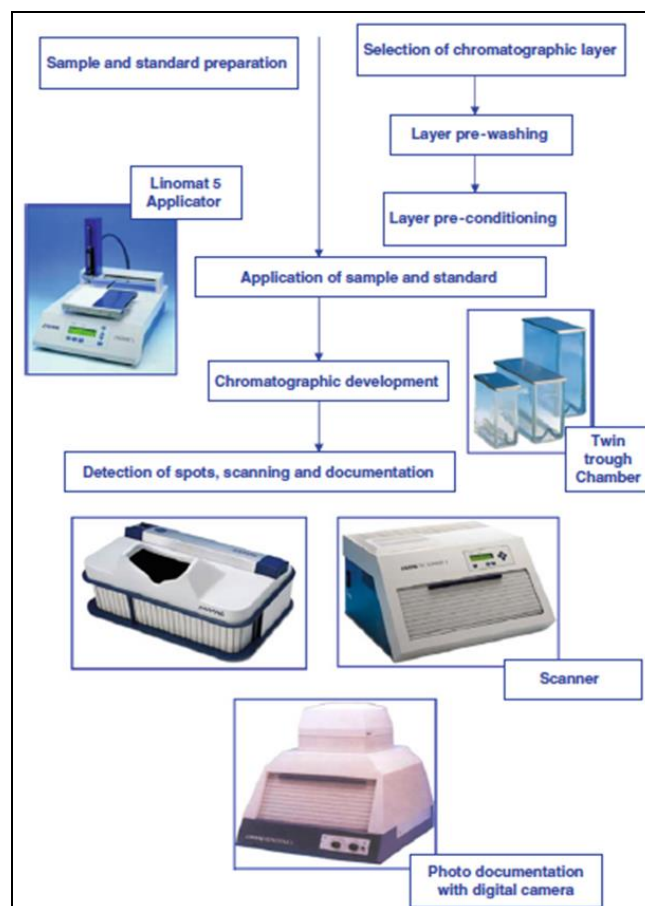 Sample and standard preparation
Selection of chromatographic layer
Layer pre-washing
Linomat 5
Applicator
Layer pre-conditioning
Application of sample and standard
Chromatographic development
Twin
trough
Chamber
Detection of spots, scanning and documentation
Scanner
Photo documentation
with digital camera